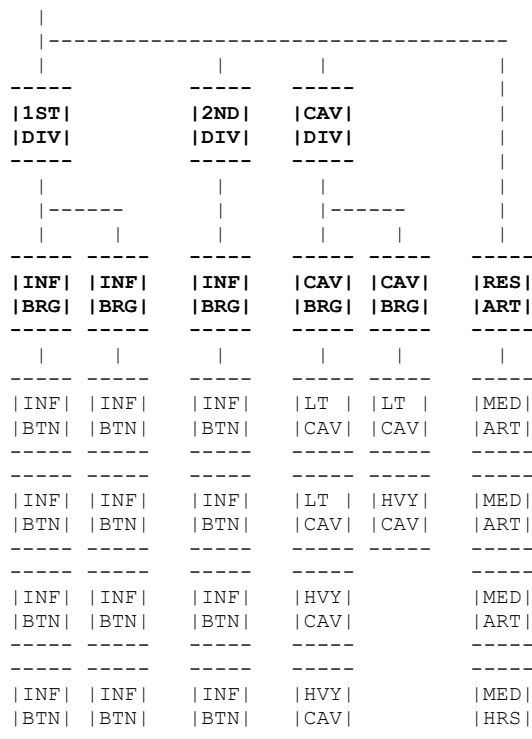 |1ST| |2ND| |CAV|
|DIV| |DIV| |DIV|
|INF| |INF| |INF| |CAV| |CAV| |RES|
|BRG| |BRG| |BRG| |BRG| |BRG| |ART|
|INF| |INF| |INF| |LT | |LT | |MED|
|BTN| |BTN| |BTN| |CAV| |CAV| |ART|
|INF| |INF| |INF| |LT | |HVY| |MED|
|BTN| |BTN| |BTN| |CAV| |CAV| |ART|
|INF| |INF| |INF| |HVY| |MED|
|BTN| |BTN| |BTN| |CAV| |ART|
|INF| |INF| |INF| |HVY| |MED|
|BTN| |BTN| |BTN| |CAV| |HRS|